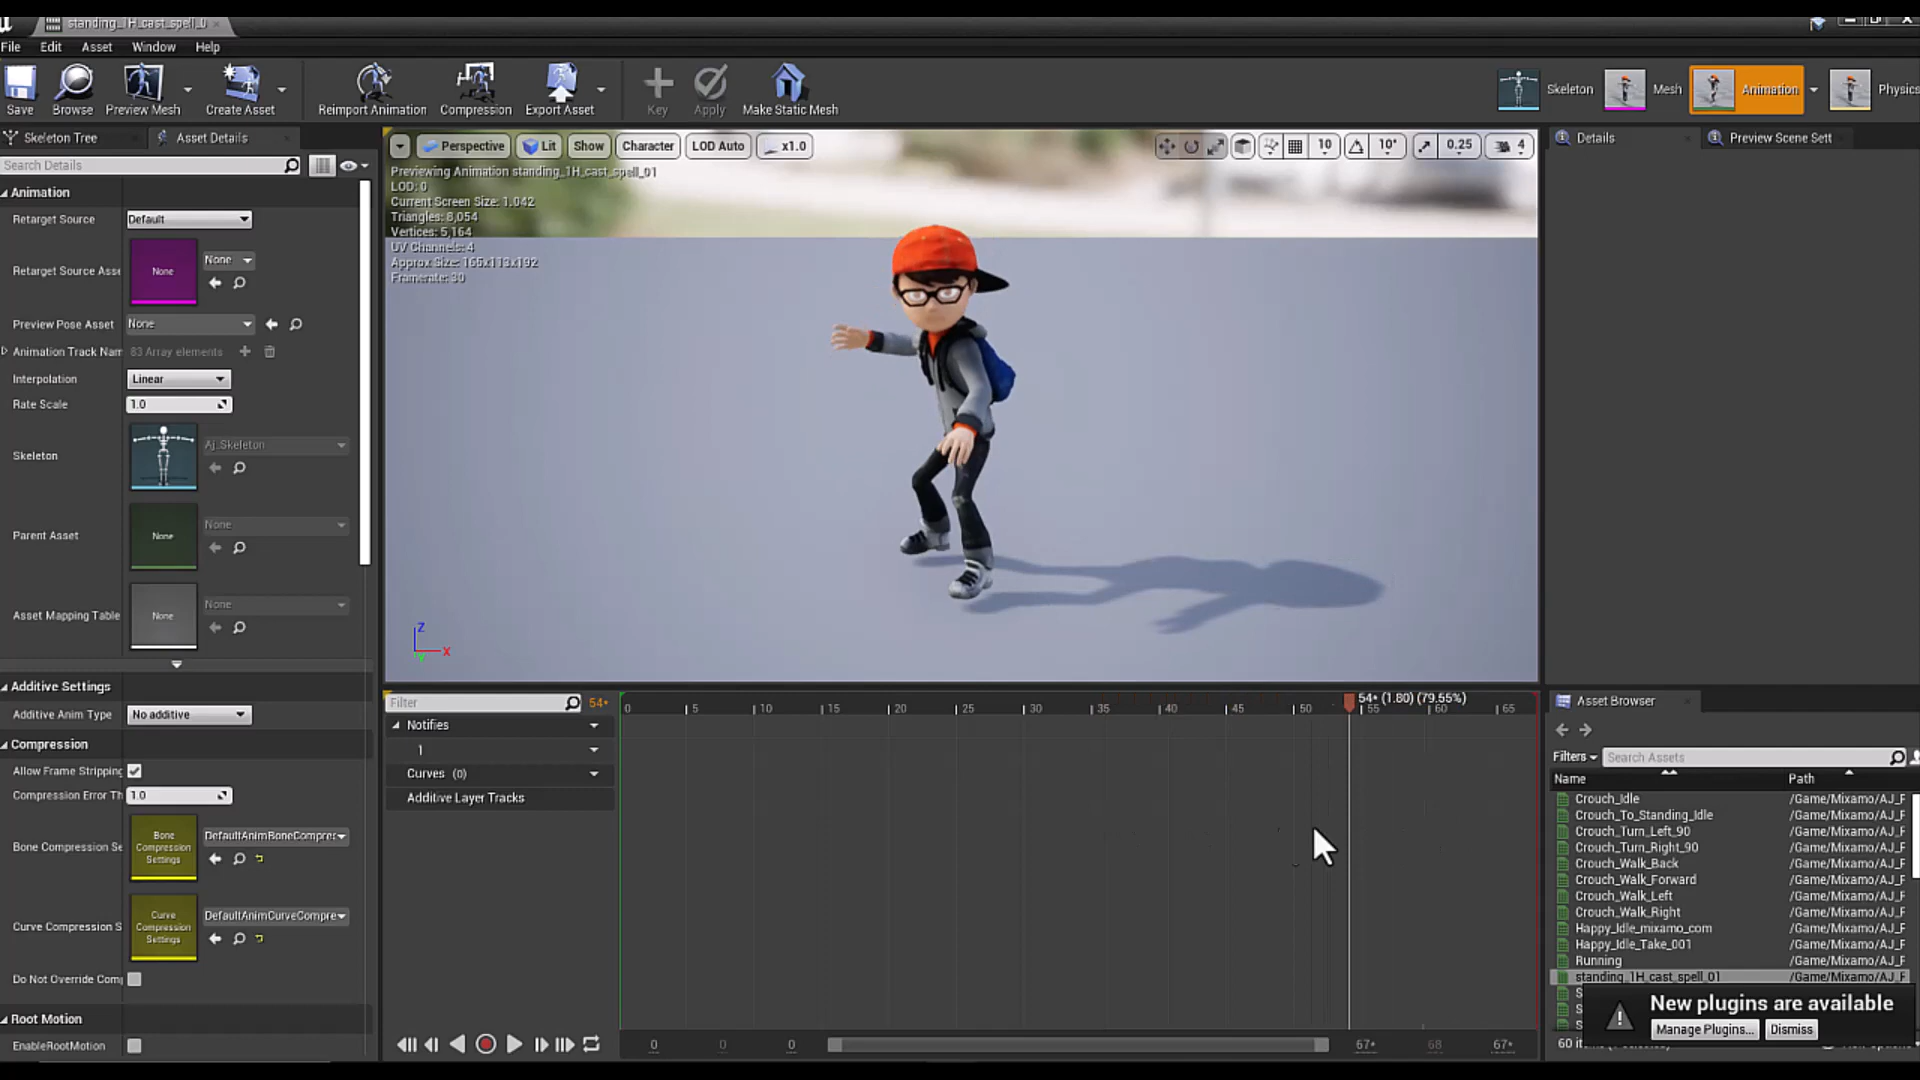 standing_1H_cast_spell_0
File Edit Asset Window Help
Save Browse Preview Mesh Create Asset Reimport Animation Compression Export Asset Key Apply Make Static Mesh Skeleton Mesh Animation Physics
Skeleton Tree Asset Details
Search Details
Animation
Retarget Source Default
Retarget Source Asse None None
Preview Pose Asset None
Animation Track Nam 83 Array elements
Interpolation Linear
Rate Scale 1.0
Skeleton Aj_Skeleton
Parent Asset None None
Asset Mapping Table None None
Additive Settings
Additive Anim Type No additive
Compression
Allow Frame Stripping
Compression Error Th 1.0
Bone Compression Se Bone Compression Settings DefaultAnimBoneCompres
Curve Compression S Curve Compression Settings DefaultAnimCurveCompre
Do Not Override Com
Root Motion
EnableRootMotion
Perspective Lit Show Character LOD Auto x1.0 10 10° 0.25 4
Previewing Animation standing_1H_cast_spell_01
LOD: 0
Current Screen Size: 1.042
Triangles: 8,054
Vertices: 5,164
UV Channels: 4
Approx Size: 165x113x192
Framerate: 30
Z
X
Filter 54*
54* (1.80) (79.55%)
0 5 10 15 20 25 30 35 40 45 50 55 60 65
Notifies
1
Curves (0)
Additive Layer Tracks
0 0 0 67* 68 67*
Details Preview Scene Sett
Asset Browser
Filters Search Assets
Name Path
Crouch_Idle /Game/Mixamo/AJ_F
Crouch_To_Standing_Idle /Game/Mixamo/AJ_F
Crouch_Turn_Left_90 /Game/Mixamo/AJ_F
Crouch_Turn_Right_90 /Game/Mixamo/AJ_F
Crouch_Walk_Back /Game/Mixamo/AJ_F
Crouch_Walk_Forward /Game/Mixamo/AJ_F
Crouch_Walk_Left /Game/Mixamo/AJ_F
Crouch_Walk_Right /Game/Mixamo/AJ_F
Happy_Idle_mixamo_com /Game/Mixamo/AJ_F
Happy_Idle_Take_001 /Game/Mixamo/AJ_F
Running /Game/Mixamo/AJ_F
standing_1H_cast_spell_01 /Game/Mixamo/AJ_F
New plugins are available
Manage Plugins... Dismiss